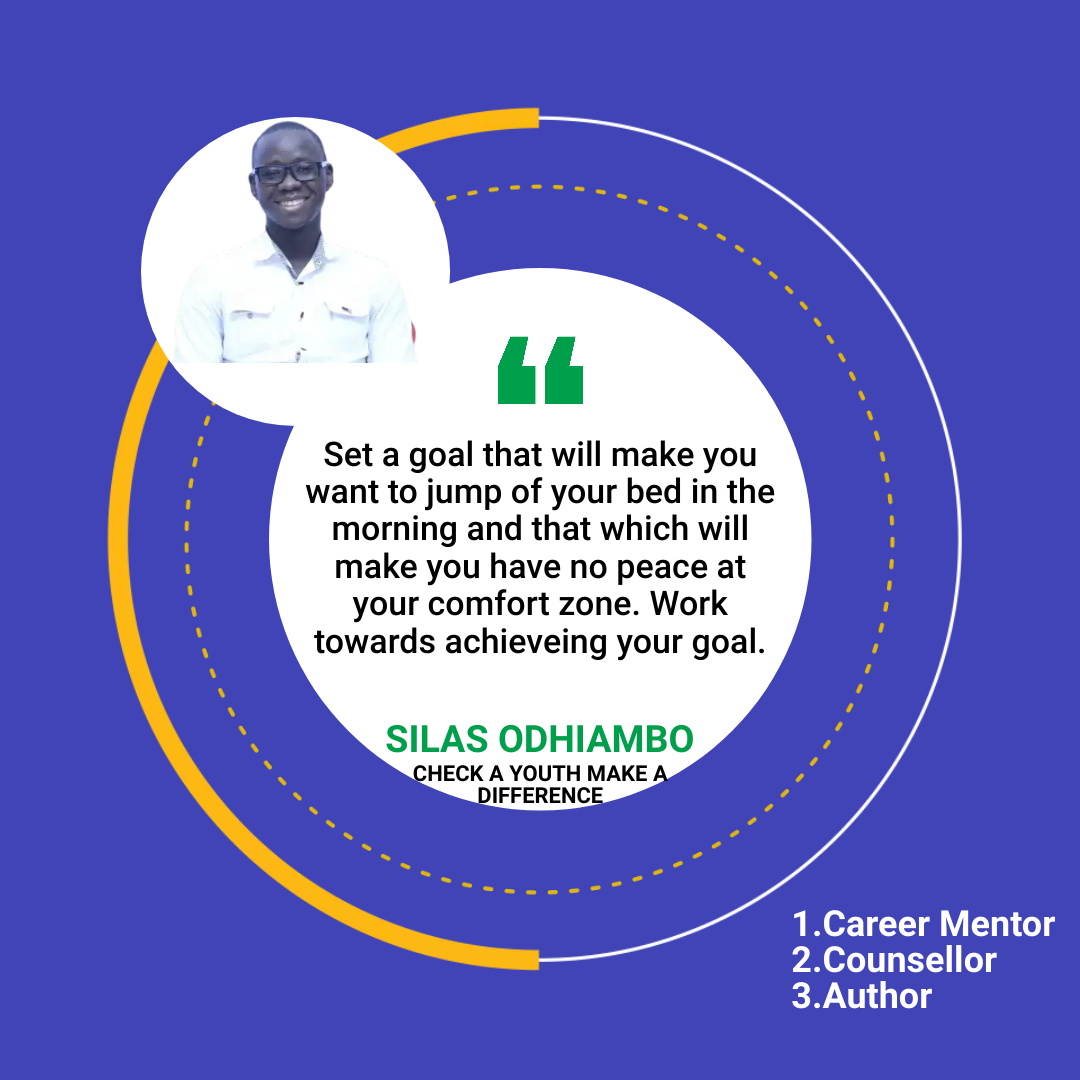 Set a goal that will make you
want to jump of your bed in the
morning and that which will
make you have no peace at
your comfort zone. Work
towards achieveing your goal.
SILAS ODHIAMBO
CHECK A YOUTH MAKE A
DIFFERENCE
1.Career Mentor
2.Counsellor
3.Author